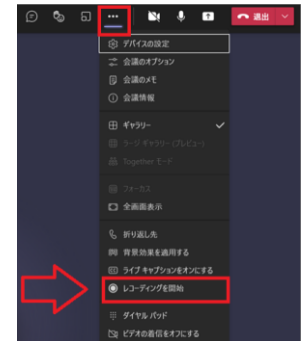 退出
デバイスの設定
会議のオプション
会議のメモ
会議情報
ギャラリー
ラージ ギャラリー (プレビュー)
Together モード
フォーカス
全画面表示
折り返し先
背景効果を適用する
ライブ キャプションをオンにする
レコーディングを開始
ダイヤル パッド
ビデオの着信をオフにする